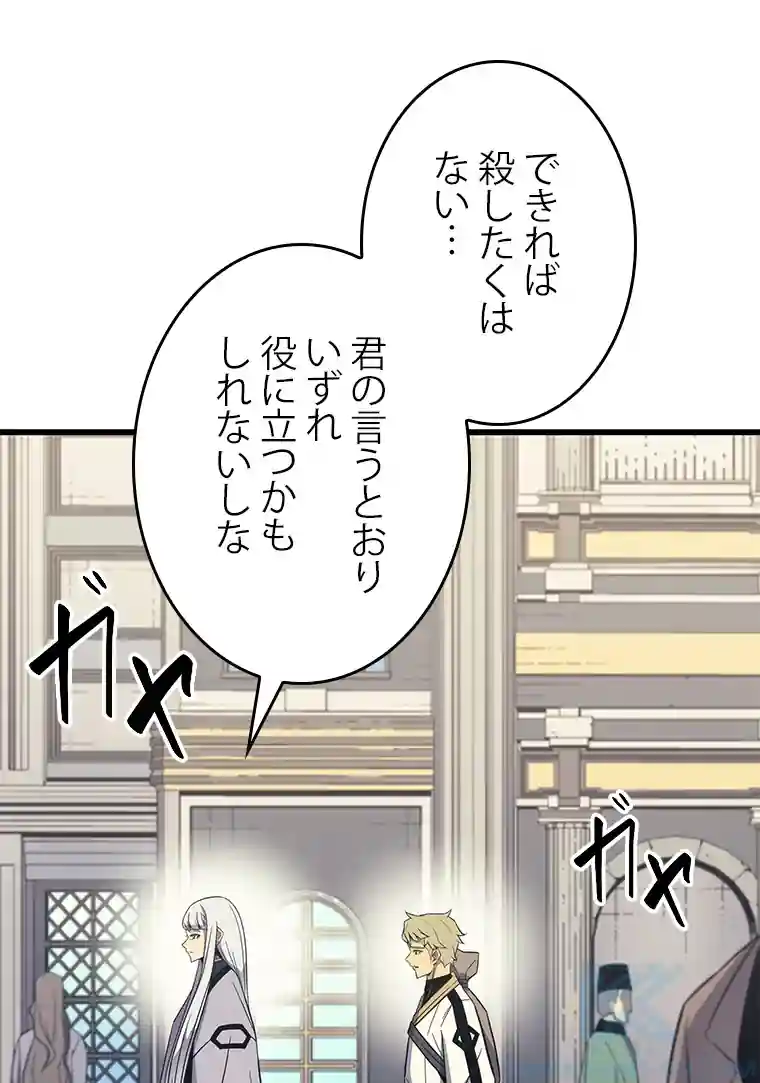 できれば
殺したくは
ない…
君の言うとおり
いずれ
役に立つかも
しれないしな
ガヤ
ガヤ